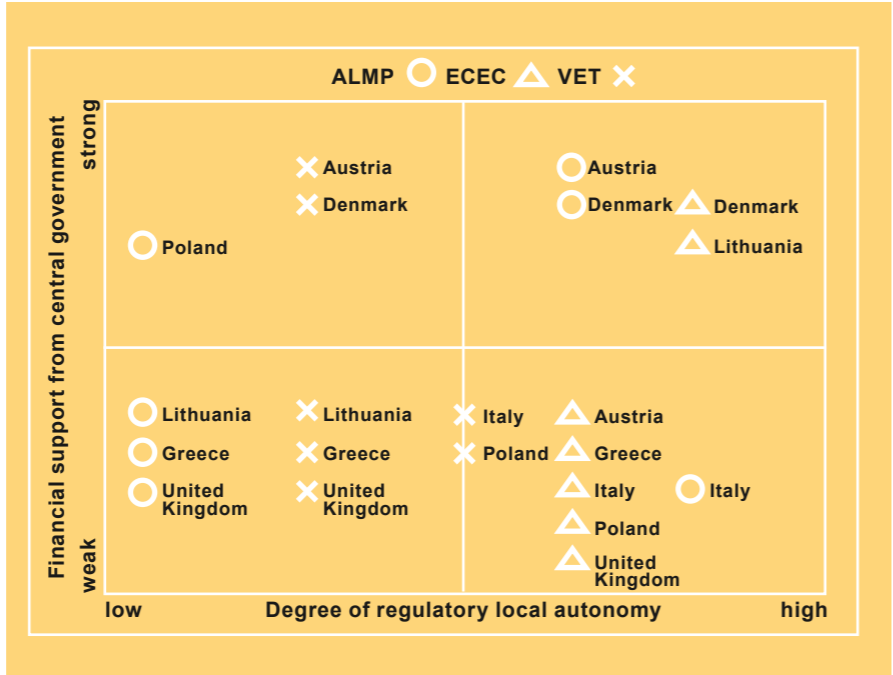 ALMP ECEC VET
Financial support from central government
strong
weak
Austria
Austria
Denmark
Denmark
Denmark
Poland
Lithuania
Lithuania
Lithuania
Italy
Austria
Greece
Greece
Poland
Greece
United
Kingdom
United
Kingdom
Italy
Italy
Poland
United
Kingdom
low
Degree of regulatory local autonomy
high